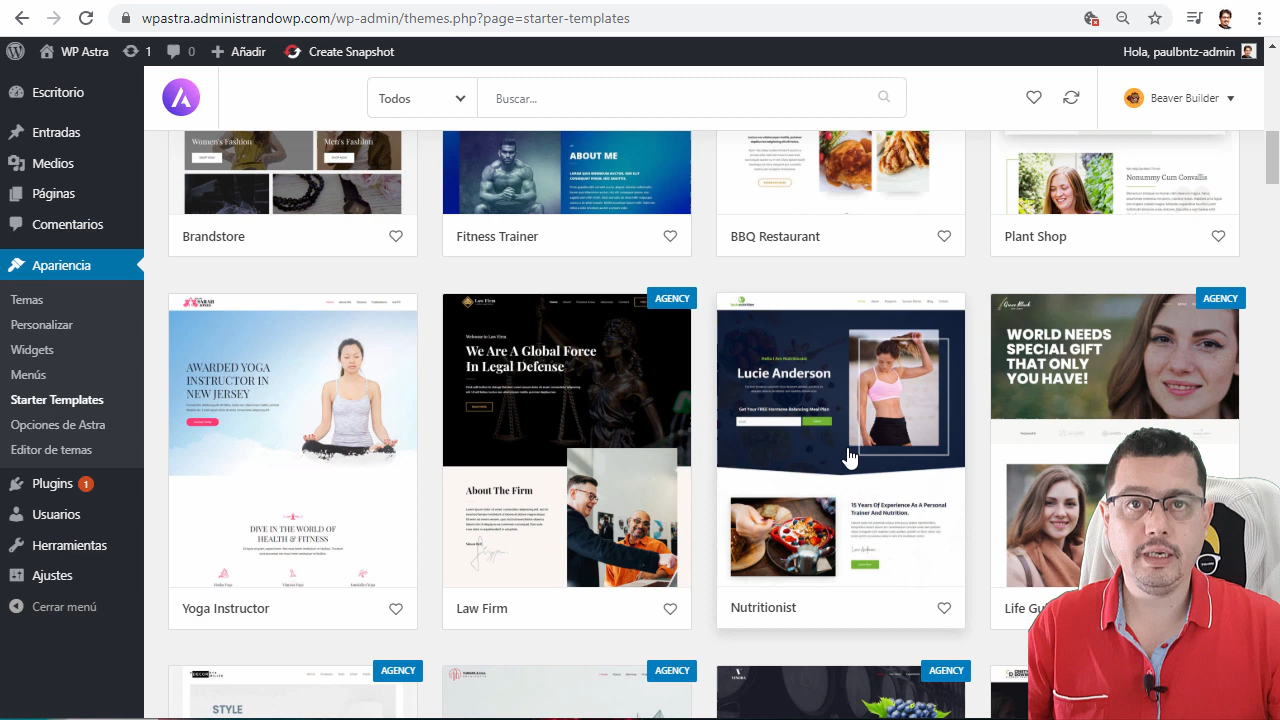 wpastra.administrandowp.com/wp-admin/themes.php?page=starter-templates
WP Astra
1
0
Añadir
Create Snapshot
Hola, paulbntz-admin
Escritorio
Entradas
Medios
Páginas
Comentarios
Apariencia
Temas
Personalizar
Widgets
Menús
Starter Templates
Opciones de Astra
Editor de temas
Plugins 1
Usuarios
Herramientas
Ajustes
Cerrar menú
Todos
Buscar...
Beaver Builder
Women's Fashion
SHOP NOW
Men's Fashion
SHOP NOW
Brandstore
ABOUT ME
Fitness Trainer
BBQ Restaurant
Nonummy Cum Convallis
Plant Shop
AWARDED YOGA
INSTRUCTOR IN
NEW JERSEY
DIVE IN THE WORLD OF
HEALTH & FITNESS
Yoga Instructor
AGENCY
Law Firm
Welcome to Law Firm
We Are A Global Force
In Legal Defense
About The Firm
Law Firm
Hello I Am Nutritionist
Lucie Anderson
Get Your FREE Hormone-Balancing Meal Plan
15 Years Of Experience As A Personal
Trainer And Nutrition.
Nutritionist
AGENCY
WORLD NEEDS
SPECIAL GIFT
THAT ONLY
YOU HAVE!
AGENCY
STYLE
AGENCY
AGENCY